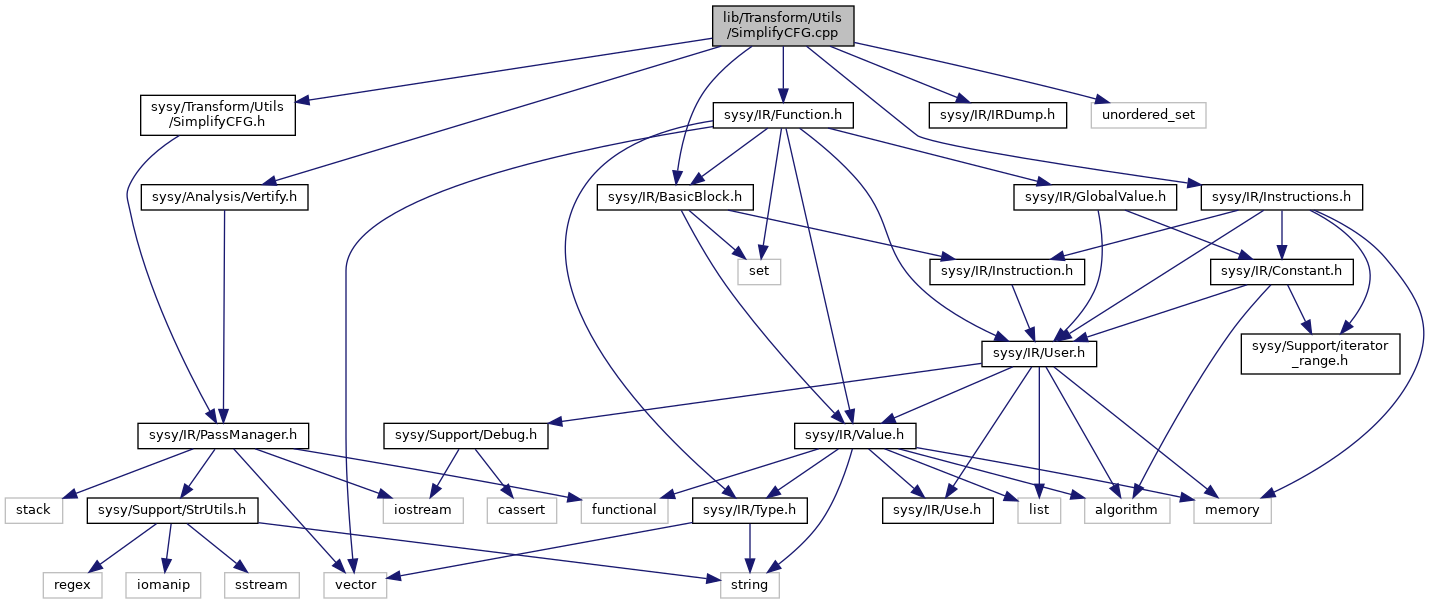 lib/Transform/Utils
/SimplifyCFG.cpp
sysy/Transform/Utils
/SimplifyCFG.h
sysy/IR/Function.h
sysy/IR/IRDump.h
unordered_set
sysy/Analysis/Vertify.h
sysy/IR/BasicBlock.h
sysy/IR/GlobalValue.h
sysy/IR/Instructions.h
set
sysy/IR/Instruction.h
sysy/IR/Constant.h
sysy/IR/User.h
sysy/Support/iterator
_range.h
sysy/IR/PassManager.h
sysy/Support/Debug.h
sysy/IR/Value.h
stack
sysy/Support/StrUtils.h
iostream
cassert
functional
sysy/IR/Type.h
sysy/IR/Use.h
list
algorithm
memory
regex
iomanip
sstream
vector
string